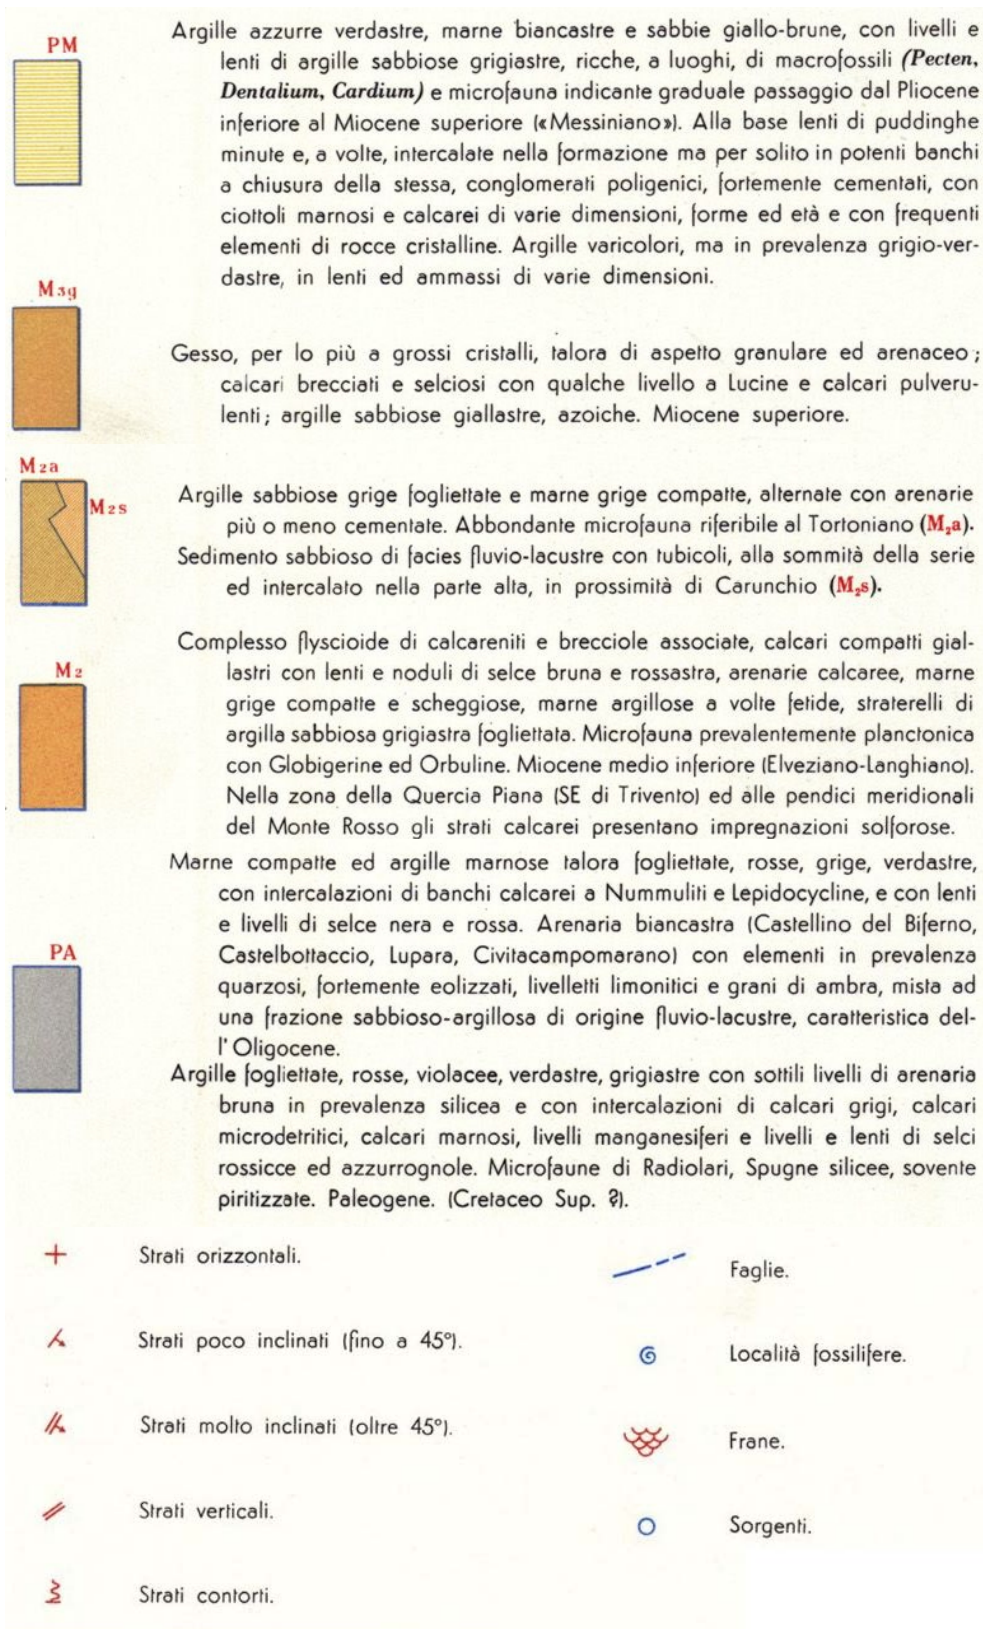 PM
Argille azzurre verdastre, marne biancastre e sabbie giallo-brune, con livelli e
lenti di argille sabbiose grigiastre, ricche, a luoghi, di macrofossili (Pecten,
Dentalium, Cardium) e microfauna indicante graduale passaggio dal Pliocene
inferiore al Miocene superiore («Messiniano»). Alla base lenti di puddinghe
minute e, a volte, intercalate nella formazione ma per solito in potenti banchi
a chiusura della stessa, conglomerati poligenici, fortemente cementati, con
ciottoli marnosi e calcarei di varie dimensioni, forme ed età e con frequenti
elementi di rocce cristalline. Argille varicolori, ma in prevalenza grigio-ver-
dastre, in lenti ed ammassi di varie dimensioni.
M3g
Gesso, per lo più a grossi cristalli, talora di aspetto granulare ed arenaceo;
calcari brecciati e selciosi con qualche livello a Lucine e calcari pulveru-
lenti; argille sabbiose giallastre, azoiche. Miocene superiore.
M2a
M2s
Argille sabbiose grige fogliettate e marne grige compatte, alternate con arenarie
più o meno cementate. Abbondante microfauna riferibile al Tortoniano (M2a).
Sedimento sabbioso di facies fluvio-lacustre con tubicoli, alla sommità della serie
ed intercalato nella parte alta, in prossimità di Carunchio (M2s).
M2
Complesso flyscioide di calcareniti e brecciole associate, calcari compatti gial-
lastri con lenti e noduli di selce bruna e rossastra, arenarie calcaree, marne
grige compatte e scheggiose, marne argillose a volte fetide, straterelli di
argilla sabbiosa grigiastra fogliettata. Microfauna prevalentemente planctonica
con Globigerine ed Orbuline. Miocene medio inferiore (Elveziano-Langhiano).
Nella zona della Quercia Piana (SE di Trivento) ed alle pendici meridionali
del Monte Rosso gli strati calcarei presentano impregnazioni solforose.
PA
Marne compatte ed argille marnose talora fogliettate, rosse, grige, verdastre,
con intercalazioni di banchi calcarei a Nummuliti e Lepidocycline, e con lenti
e livelli di selce nera e rossa. Arenaria biancastra (Castellino del Biferno,
Castelbottaccio, Lupara, Civitacampomarano) con elementi in prevalenza
quarzosi, fortemente eolizzati, livelletti limonitici e grani di ambra, mista ad
una frazione sabbioso-argillosa di origine fluvio-lacustre, caratteristica del-
l'Oligocene.
Argille fogliettate, rosse, violacee, verdastre, grigiastre con sottili livelli di arenaria
bruna in prevalenza silicea e con intercalazioni di calcari grigi, calcari
microdetritici, calcari marnosi, livelli manganesiferi e livelli e lenti di selci
rossicce ed azzurrognole. Microfaune di Radiolari, Spugne silicee, sovente
piritizzate. Paleogene. (Cretaceo Sup. ?).
Strati orizzontali.
Strati poco inclinati (fino a 45°).
Strati molto inclinati (oltre 45°).
Strati verticali.
Strati contorti.
Faglie.
Località fossilifere.
Frane.
Sorgenti.